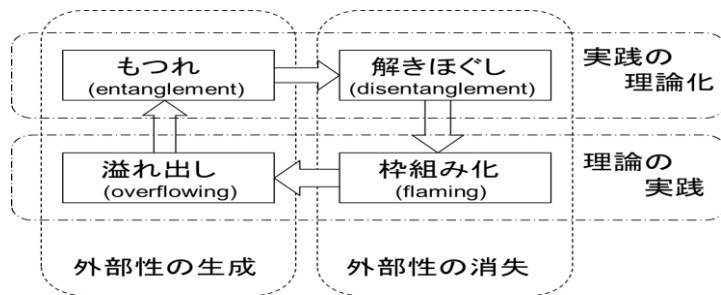 もつれ
(entanglement)
解きほぐし
(disentanglement)
実践の
理論化
溢れ出し
(overflowing)
枠組み化
(flaming)
理論の
実践
外部性の生成
外部性の消失